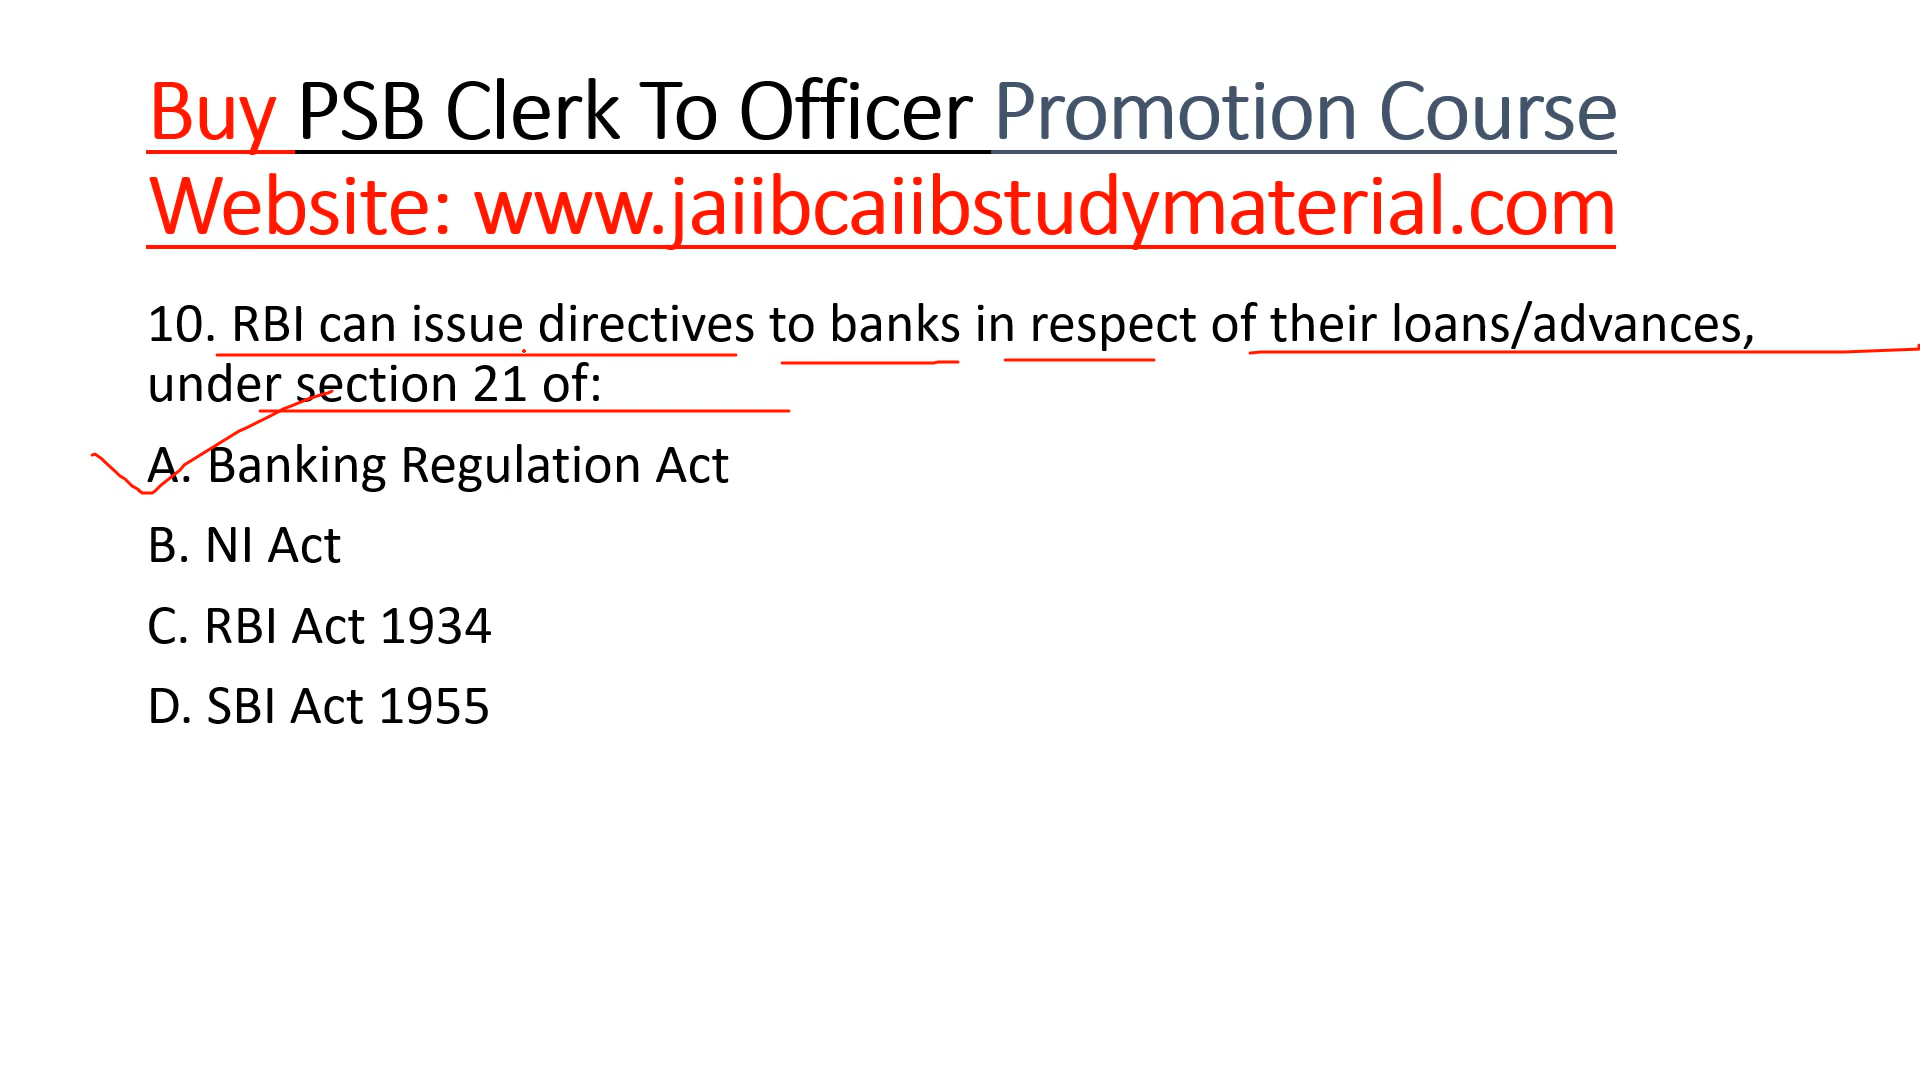 Buy PSB Clerk To Officer Promotion Course
Website: www.jaiibcaiibstudymaterial.com
10. RBI can issue directives to banks in respect of their loans/advances,
under section 21 of:
A. Banking Regulation Act
B. NI Act
C. RBI Act 1934
D. SBI Act 1955